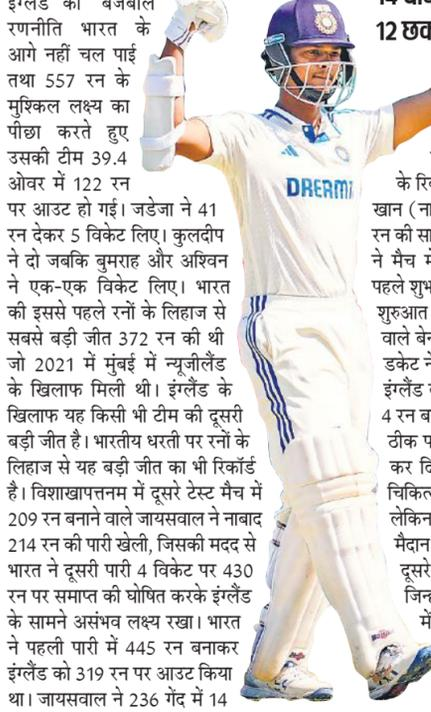 इंग्लैंड की बैजबॉल
रणनीति भारत के
आगे नहीं चल पाई
तथा 557 रन के
मुश्किल लक्ष्य का
पीछा करते हुए
उसकी टीम 39.4
ओवर में 122 रन
पर आउट हो गई। जडेजा ने 41
रन देकर 5 विकेट लिए। कुलदीप
ने दो जबकि बुमराह और अश्विन
ने एक-एक विकेट लिए। भारत
की इससे पहले रनों के लिहाज से
सबसे बड़ी जीत 372 रन की थी
जो 2021 में मुंबई में न्यूजीलैंड
के खिलाफ मिली थी। इंग्लैंड के
खिलाफ यह किसी भी टीम की दूसरी
बड़ी जीत है। भारतीय धरती पर रनों के
लिहाज से यह बड़ी जीत का भी रिकॉर्ड
है। विशाखापत्तनम में दूसरे टेस्ट मैच में
209 रन बनाने वाले जायसवाल ने नाबाद
214 रन की पारी खेली, जिसकी मदद से
भारत ने दूसरी पारी 4 विकेट पर 430
रन पर समाप्त की घोषित करके इंग्लैंड
के सामने असंभव लक्ष्य रखा। भारत
ने पहली पारी में 445 रन बनाकर
इंग्लैंड को 319 रन पर आउट किया
था। जायसवाल ने 236 गेंद में 14
DREAM1
12 छक
के रि
खान (ना
रन की सा
ने मैच में
पहले शुभ
शुरुआत
वाले बेन
डकेट ने
इंग्लैंड
4 रन ब
ठीक प
कर दि
चिकित्
लेकिन
मैदान
दूसरे
जिन्ह
में